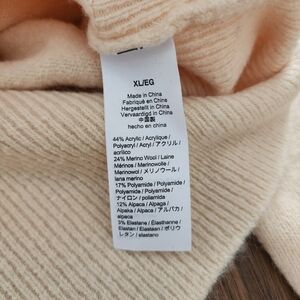 XL/EG
Made in China
Fabriqué en Chine
Hergestellt in China
Vervaardigd in China
中国製
hecho en china
44% Acrylic / Acrylique /
Polyacryl / Acryl / アクリル /
acrílico
24% Merino Wool / Laine
Mérinos / Merinowolle /
Merinowol / メリノウール /
lana merino
17% Polyamide / Polyamide /
Polyamid / Polyamide /
ナイロン / poliamida
12% Alpaca / Alpaga /
Alpaka / Alpaca / アルパカ /
alpaca
3% Elastane / Élasthanne /
Elastan / Elastaan / ポリウ
レタン / elastano